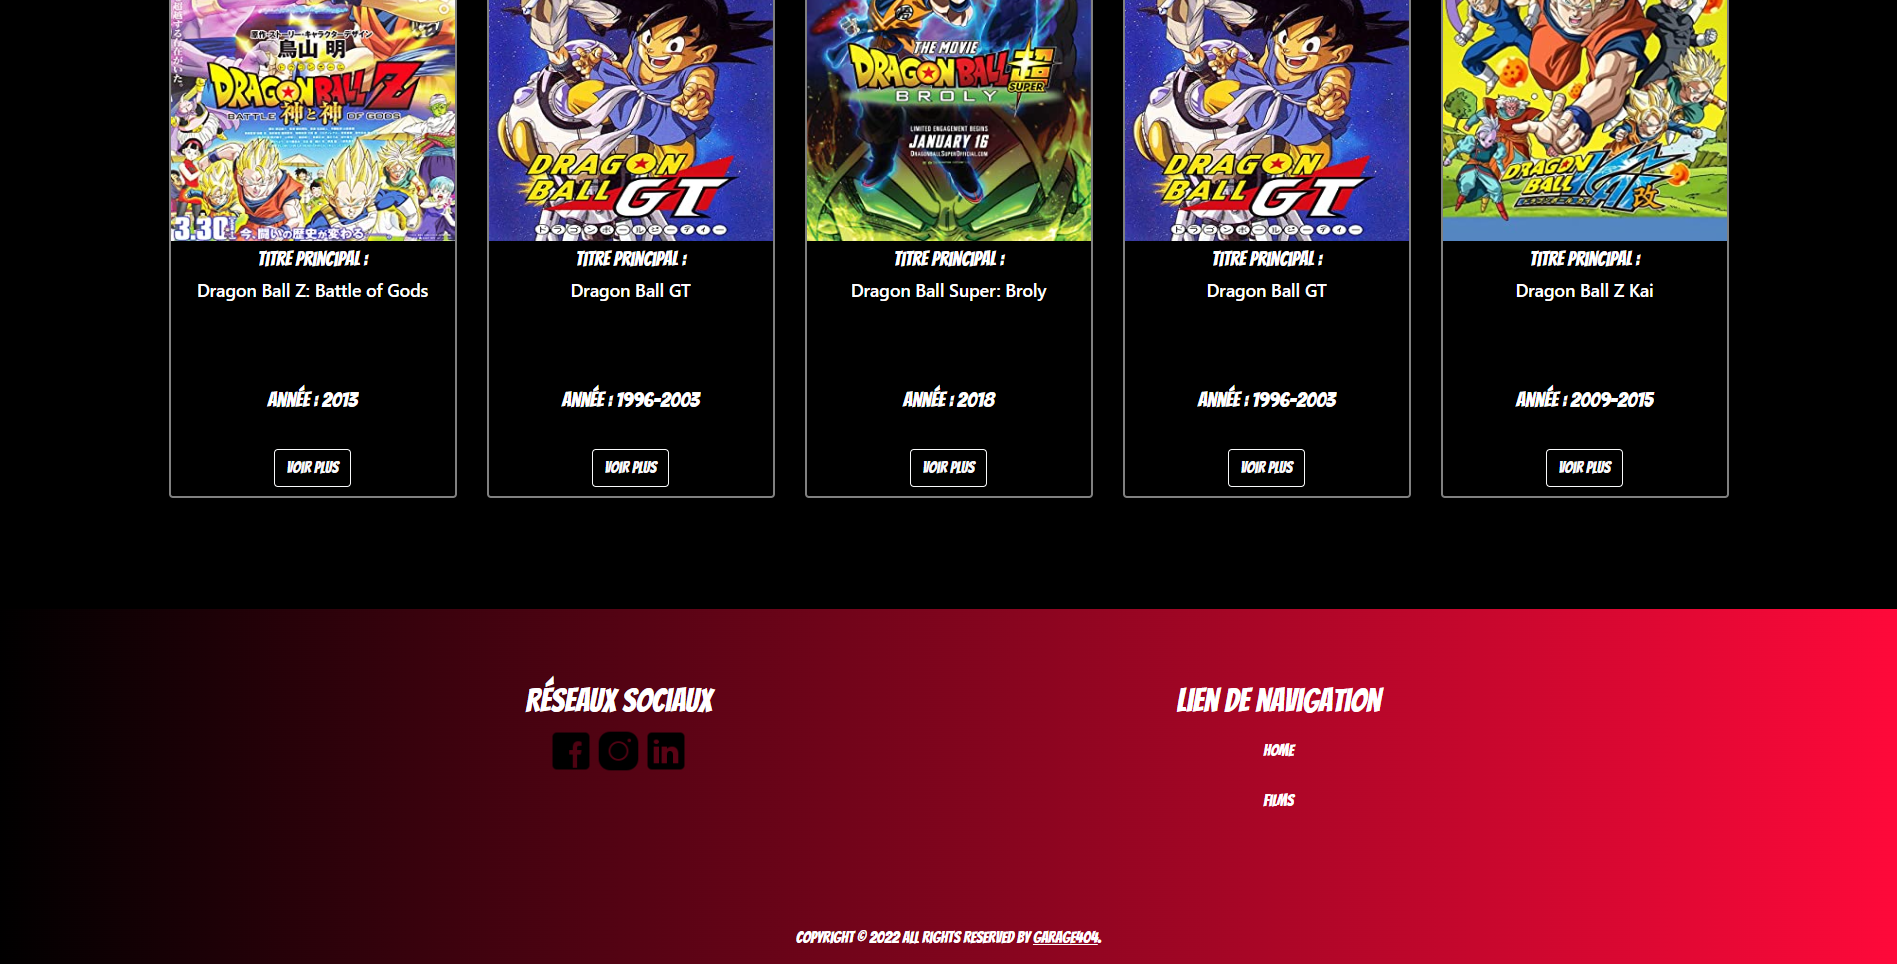 原作・ストーリー・キャラクターデザイン
鳥山 明
DRAGON BALL Z
神と神
BATTLE OF GODS
3.30
今、闘いの歴史が変わる
DRAGON
BALL GT
ドラゴンボールジーティー
THE MOVIE
DRAGONBALL 超
SUPER
BROLY
LIMITED ENGAGEMENT BEGINS
JANUARY 16
DRAGONBALLSUPEROFFICIAL.COM
DRAGON
BALL GT
ドラゴンボールジーティー
DRAGON
BALL KAI 改
TITRE PRINCIPAL :
Dragon Ball Z: Battle of Gods
ANNÉE : 2013
VOIR PLUS
TITRE PRINCIPAL :
Dragon Ball GT
ANNÉE : 1996-2003
VOIR PLUS
TITRE PRINCIPAL :
Dragon Ball Super: Broly
ANNÉE : 2018
VOIR PLUS
TITRE PRINCIPAL :
Dragon Ball GT
ANNÉE : 1996-2003
VOIR PLUS
TITRE PRINCIPAL :
Dragon Ball Z Kai
ANNÉE : 2009-2015
VOIR PLUS
RÉSEAUX SOCIAUX
LIEN DE NAVIGATION
HOME
FILMS
COPYRIGHT © 2022 ALL RIGHTS RESERVED BY GARAGE404.